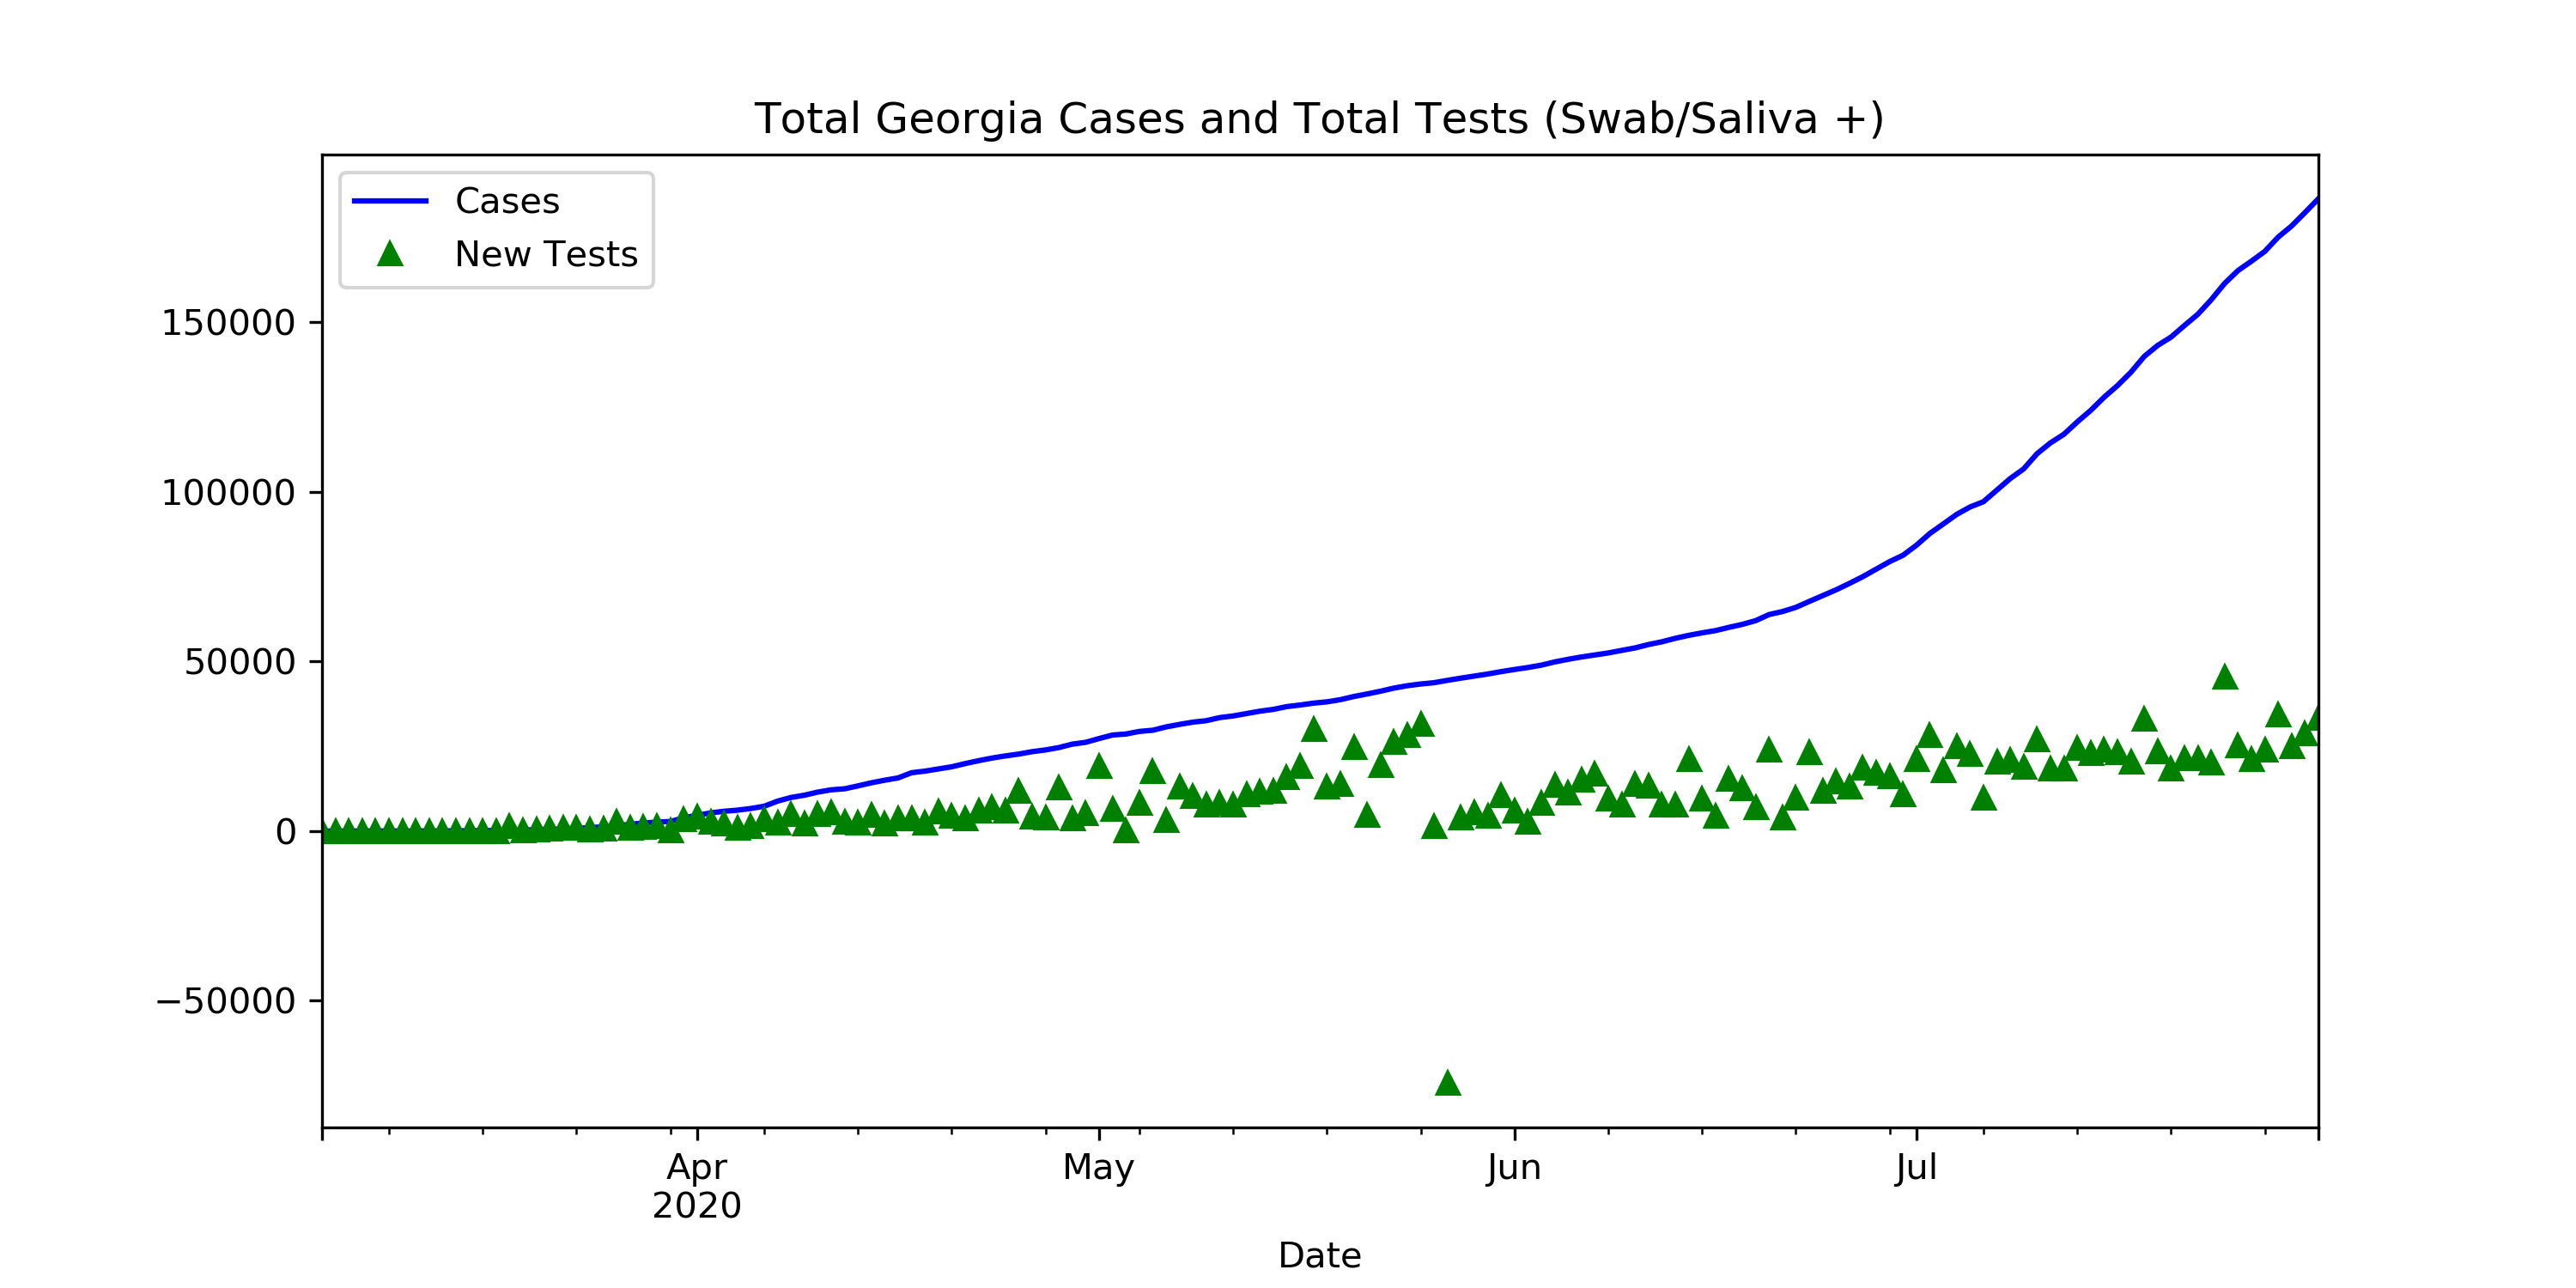 Total Georgia Cases and Total Tests (Swab/Saliva +)
Cases
New Tests
150000
100000
50000
0
−50000
Apr
2020
May
Jun
Jul
Date